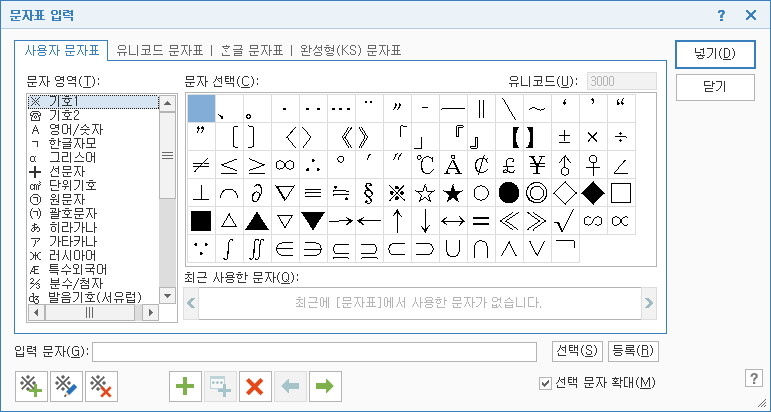 문자표 입력
사용자 문자표 | 유니코드 문자표 | ᄒᆞᆫ글 문자표 | 완성형(KS) 문자표
넣기(D)
닫기
문자 영역(T):
※ 기호1
☎ 기호2
A 영어/숫자
ㄱ 한글자모
α 그리스어
┿ 선문자
㎤ 단위기호
㉠ 원문자
㈀ 괄호문자
あ 히라가나
ア 가타카나
Ж 러시아어
Æ 특수외국어
⅖ 분수/첨자
ʤ 발음기호(서유럽)
문자 선택(C):
유니코드(U): 3000
、 。 · ‥ … ¨ 〃 - ― ∥ \ ∼ ‘ ’ “
” 〔 〕 〈 〉 《 》 「 」 『 』 【 】 ± × ÷
≠ ≤ ≥ ∞ ∴ ° ′ ″ ℃ Å ¢ £ ¥ ♂ ♀ ∠
⊥ ⌒ ∂ ∇ ≡ ≒ § ※ ☆ ★ ○ ● ◎ ◇ ◆ □
■ △ ▲ ▽ ▼ → ← ↑ ↓ ↔ = ≪ ≫ √ ∽ ∝
∵ ∫ ∬ ∈ ∋ ⊆ ⊇ ⊂ ⊃ ∪ ∩ ∧ ∨ ¬
최근 사용한 문자(Q):
최근에 [문자표]에서 사용한 문자가 없습니다.
입력 문자(G):
선택(S)
등록(R)
선택 문자 확대(M)